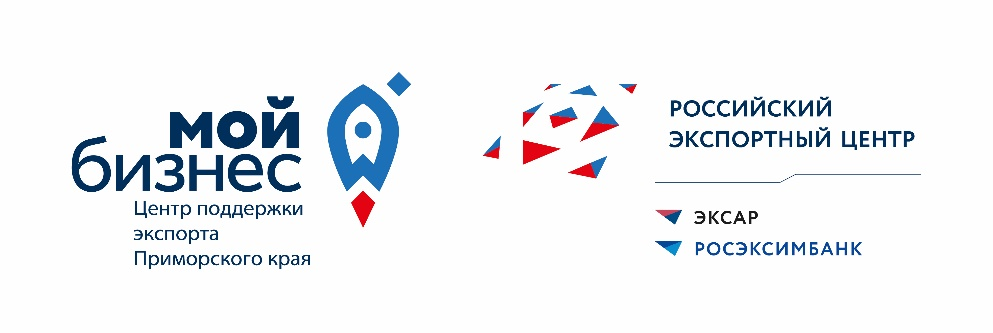 мой
бизнес
Центр поддержки
экспорта
Приморского края
РОССИЙСКИЙ
ЭКСПОРТНЫЙ ЦЕНТР
ЭКСАР
РОСЭКСИМБАНК